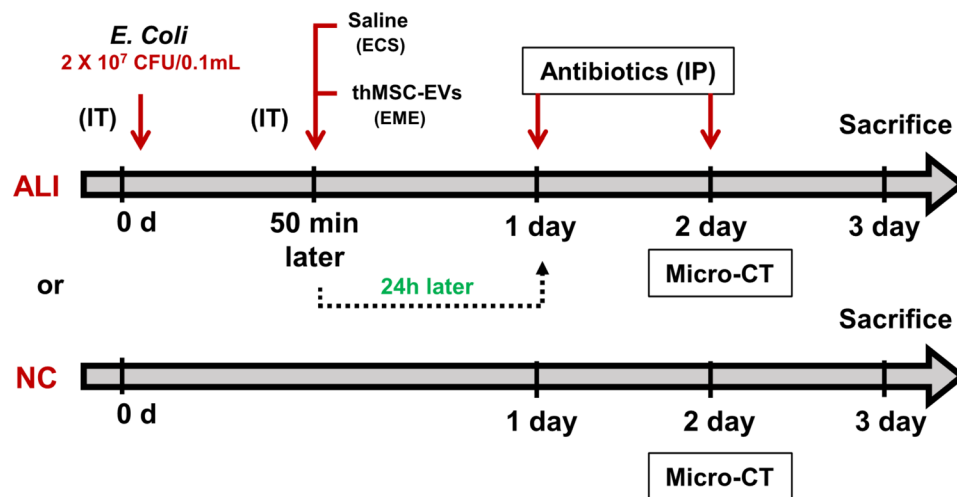 E. Coli
2 X 10⁷ CFU/0.1mL
(IT)
(IT)
Saline
(ECS)
thMSC-EVs
(EME)
Antibiotics (IP)
Sacrifice
ALI
0 d
50 min
later
1 day
2 day
3 day
Micro-CT
24h later
or
Sacrifice
NC
0 d
1 day
2 day
3 day
Micro-CT